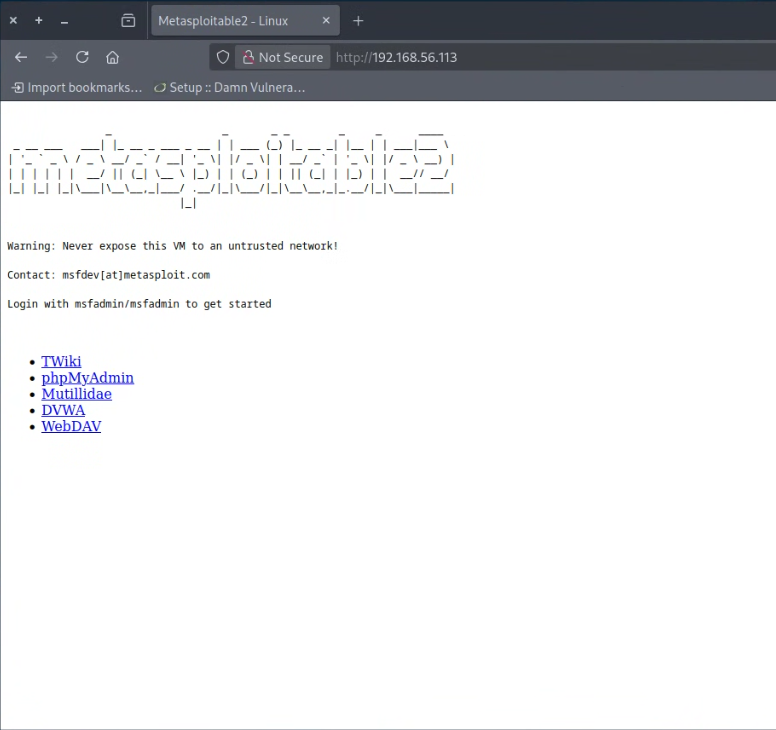 Metasploitable2 - Linux
Not Secure http://192.168.56.113
Import bookmarks…
Setup :: Damn Vulnera…
metasploitable2
Warning: Never expose this VM to an untrusted network!
Contact: msfdev[at]metasploit.com
Login with msfadmin/msfadmin to get started
TWiki
phpMyAdmin
Mutillidae
DVWA
WebDAV